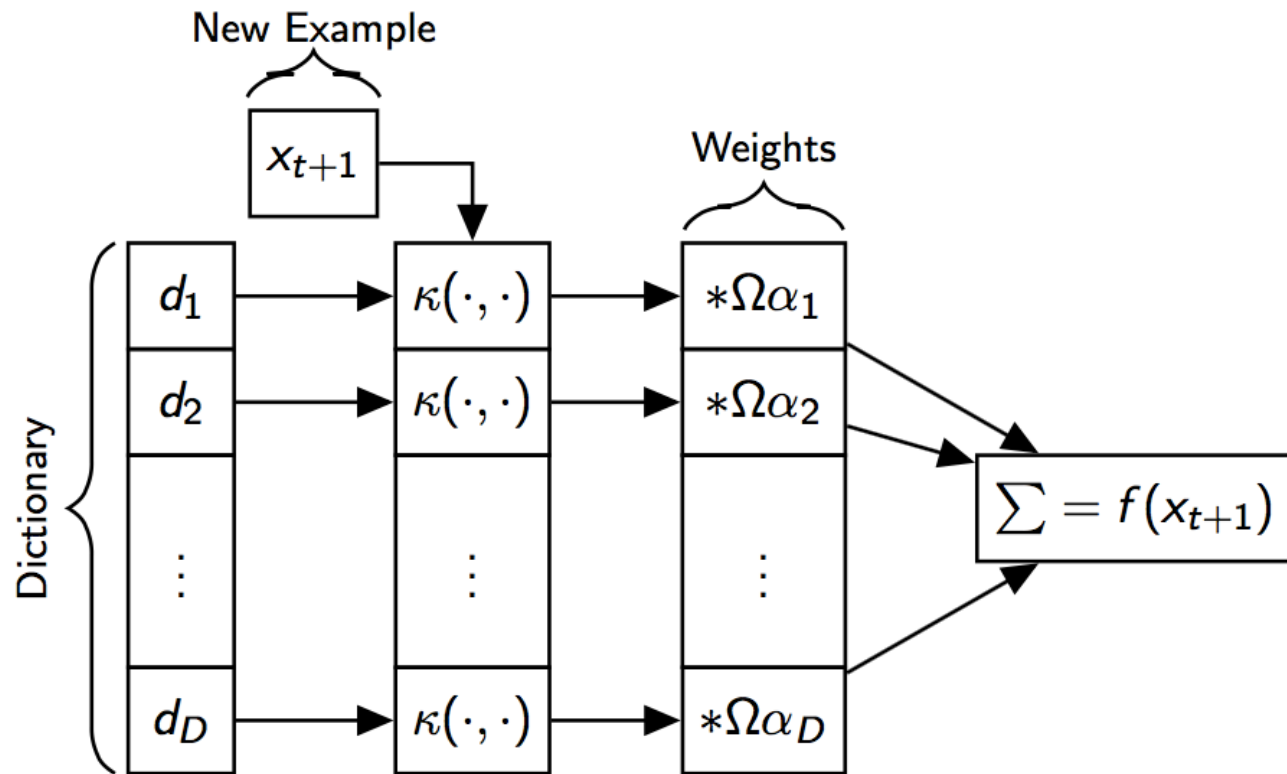 New Example
x_{t+1}
Weights
Dictionary
d_1 κ(·, ·) *Ωα_1
d_2 κ(·, ·) *Ωα_2
⋮ ⋮ ⋮
d_D κ(·, ·) *Ωα_D
∑ = f(x_{t+1})